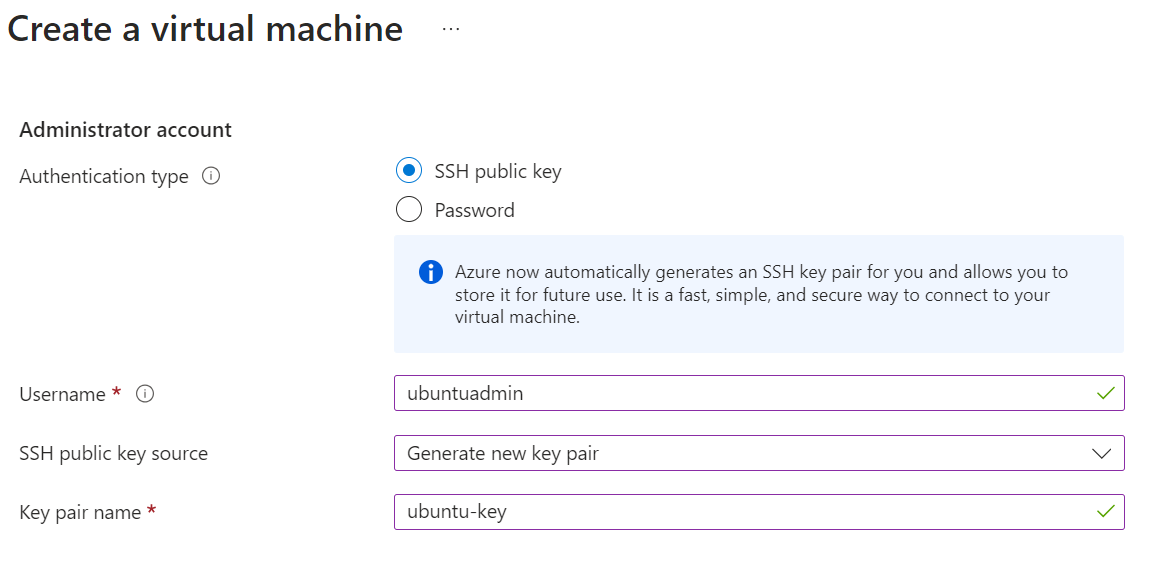 Create a virtual machine ...
Administrator account
Authentication type
SSH public key
Password
Azure now automatically generates an SSH key pair for you and allows you to
store it for future use. It is a fast, simple, and secure way to connect to your
virtual machine.
Username *
ubuntuadmin
SSH public key source
Generate new key pair
Key pair name *
ubuntu-key